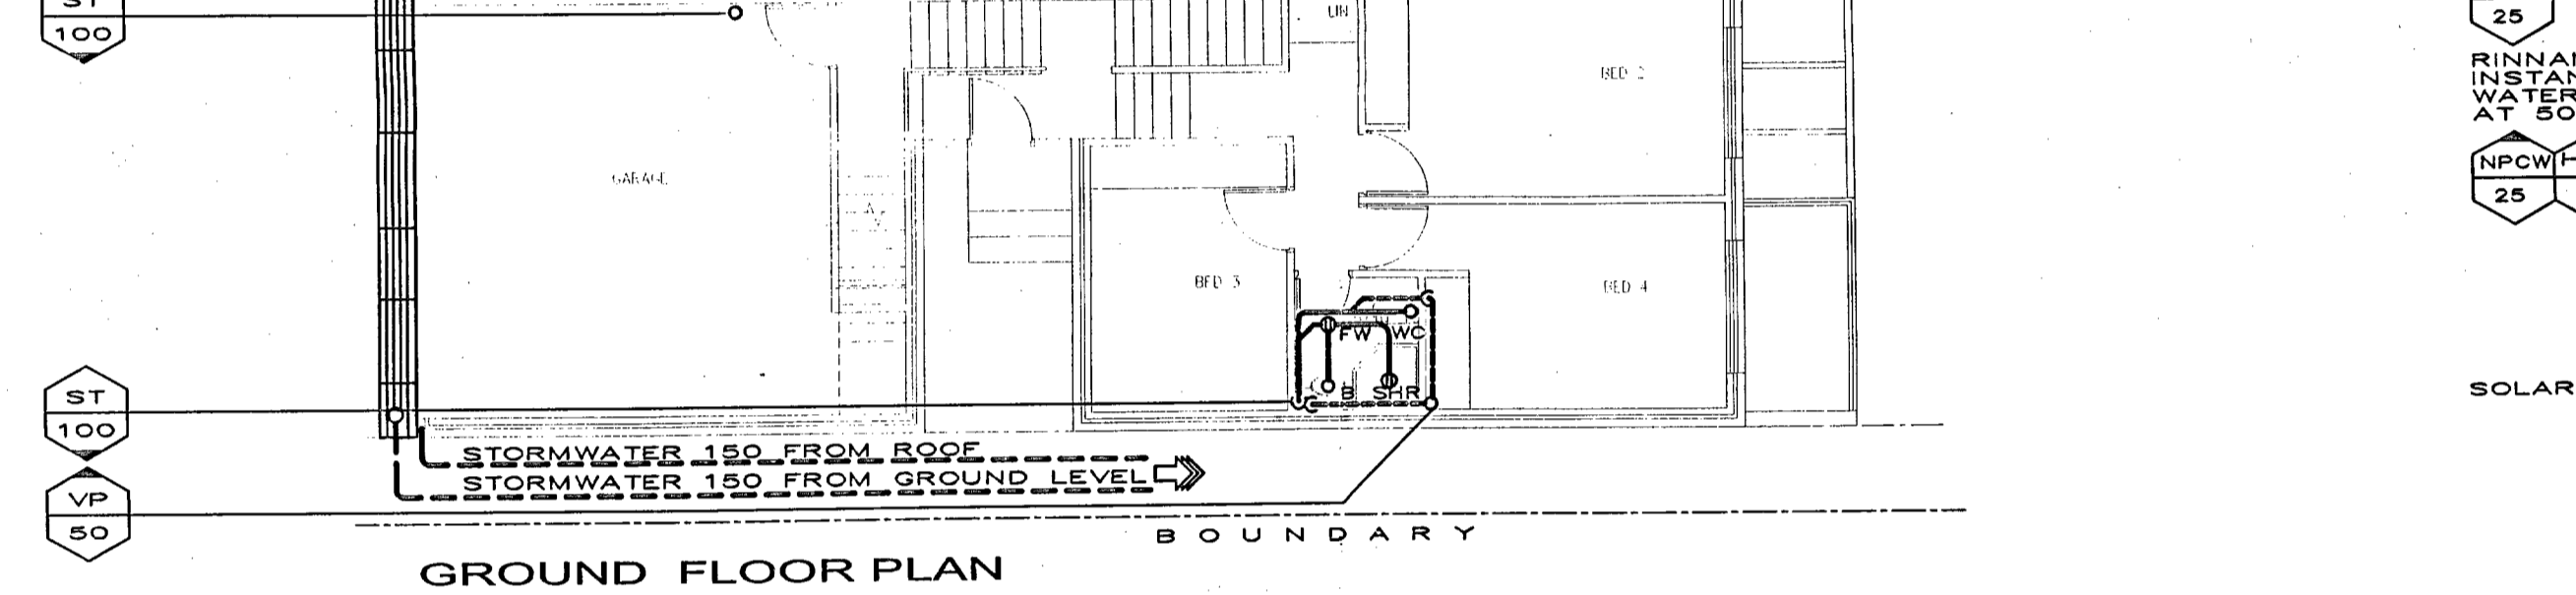 ST
100
LIN
BED 2
25
RINNAI
INSTAN
WATER
AT 50
NPCW H
25
GARAGE
BED 3
BED 4
FW WC
B SHR
SOLAR
ST
100
STORMWATER 150 FROM ROOF
STORMWATER 150 FROM GROUND LEVEL
VP
50
BOUNDARY
GROUND FLOOR PLAN